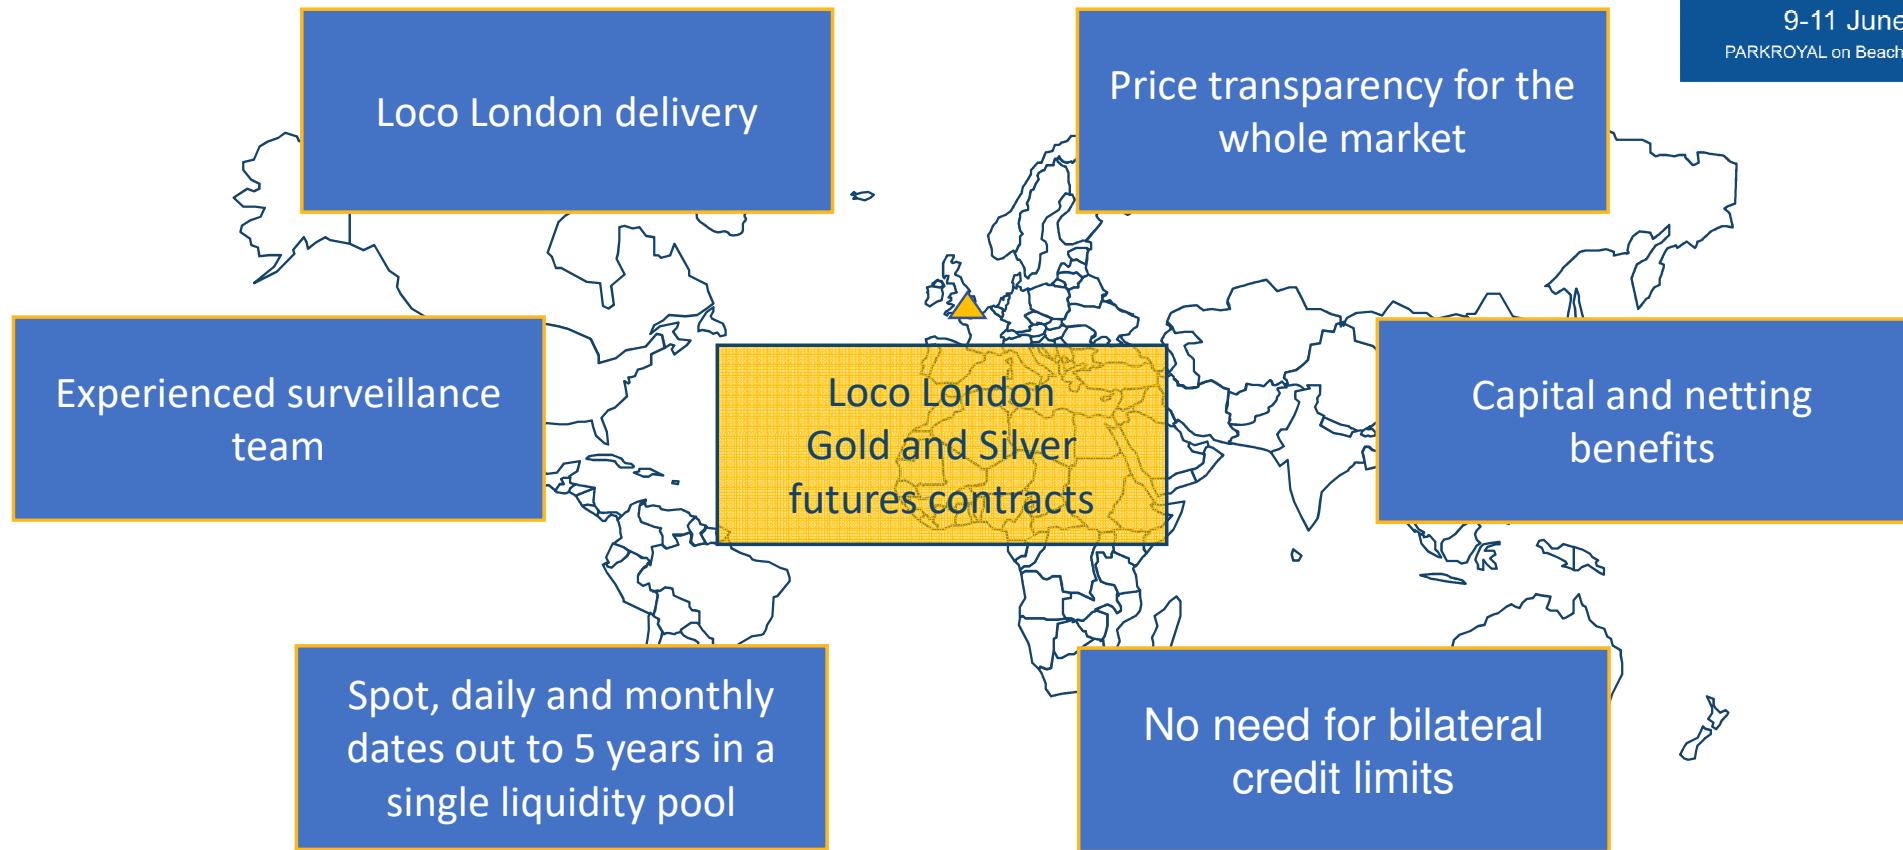 9-11 June
PARKROYAL on Beach
Loco London delivery
Price transparency for the
whole market
Experienced surveillance
team
Loco London
Gold and Silver
futures contracts
Capital and netting
benefits
Spot, daily and monthly
dates out to 5 years in a
single liquidity pool
No need for bilateral
credit limits